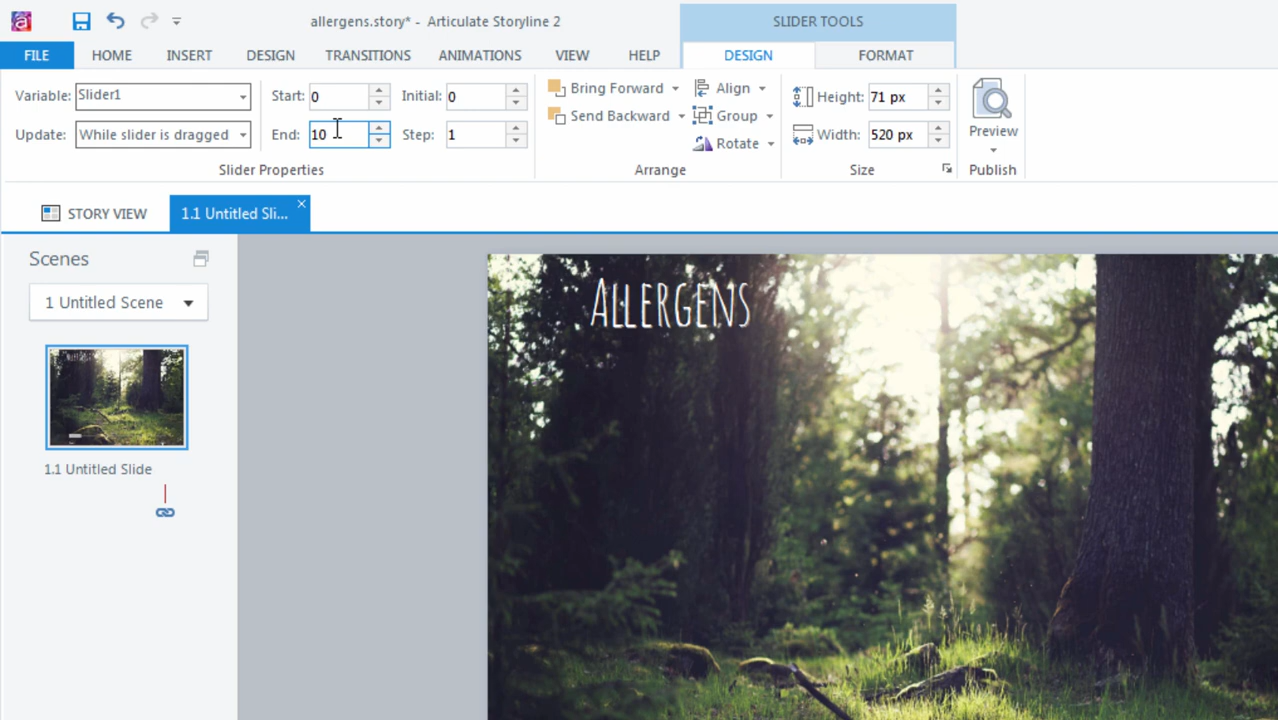 allergens.story* - Articulate Storyline 2
SLIDER TOOLS
FILE HOME INSERT DESIGN TRANSITIONS ANIMATIONS VIEW HELP DESIGN FORMAT
Variable: Slider1 Start: 0 Initial: 0 Bring Forward Align Height: 71 px
Send Backward Group
Update: While slider is dragged End: 10 Step: 1 Width: 520 px Preview
Rotate
Slider Properties Arrange Size Publish
STORY VIEW 1.1 Untitled Sli...
Scenes
1 Untitled Scene
1.1 Untitled Slide
ALLERGENS